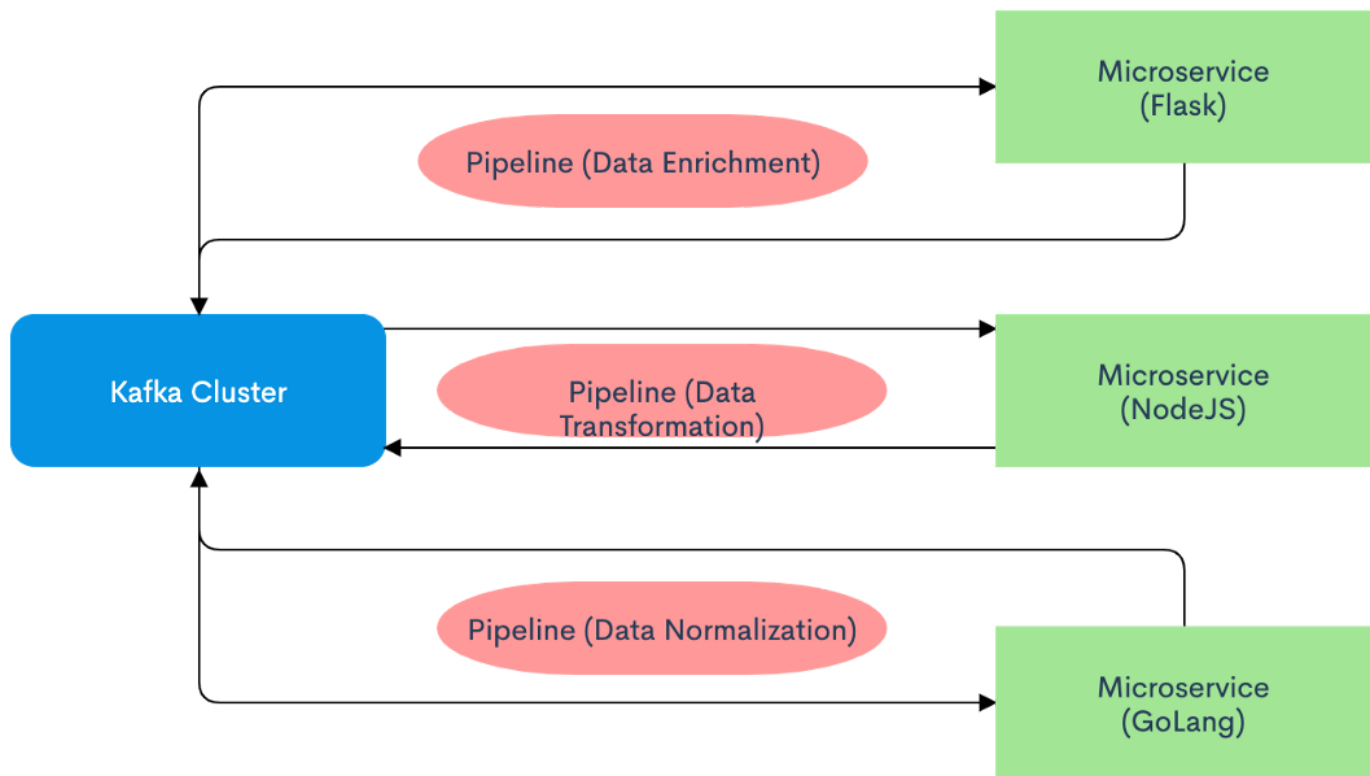 Microservice
(Flask)
Pipeline (Data Enrichment)
Kafka Cluster
Pipeline (Data
Transformation)
Microservice
(NodeJS)
Pipeline (Data Normalization)
Microservice
(GoLang)